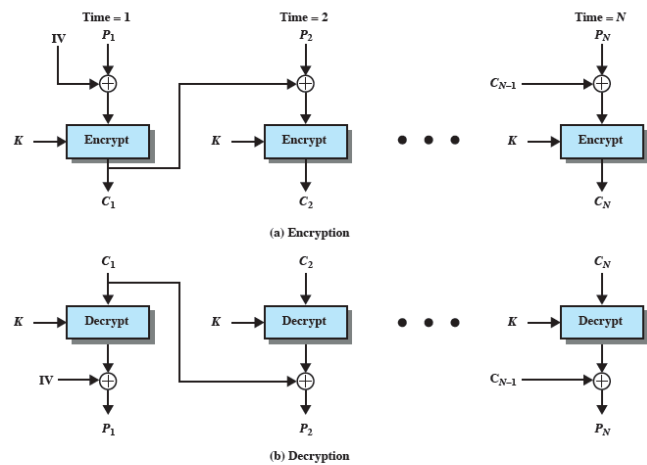 Time = 1 Time = 2 Time = N
IV P1 P2 PN
CN–1
K Encrypt K Encrypt K Encrypt
C1 C2 CN
(a) Encryption
C1 C2 CN
K Decrypt K Decrypt K Decrypt
IV CN–1
P1 P2 PN
(b) Decryption